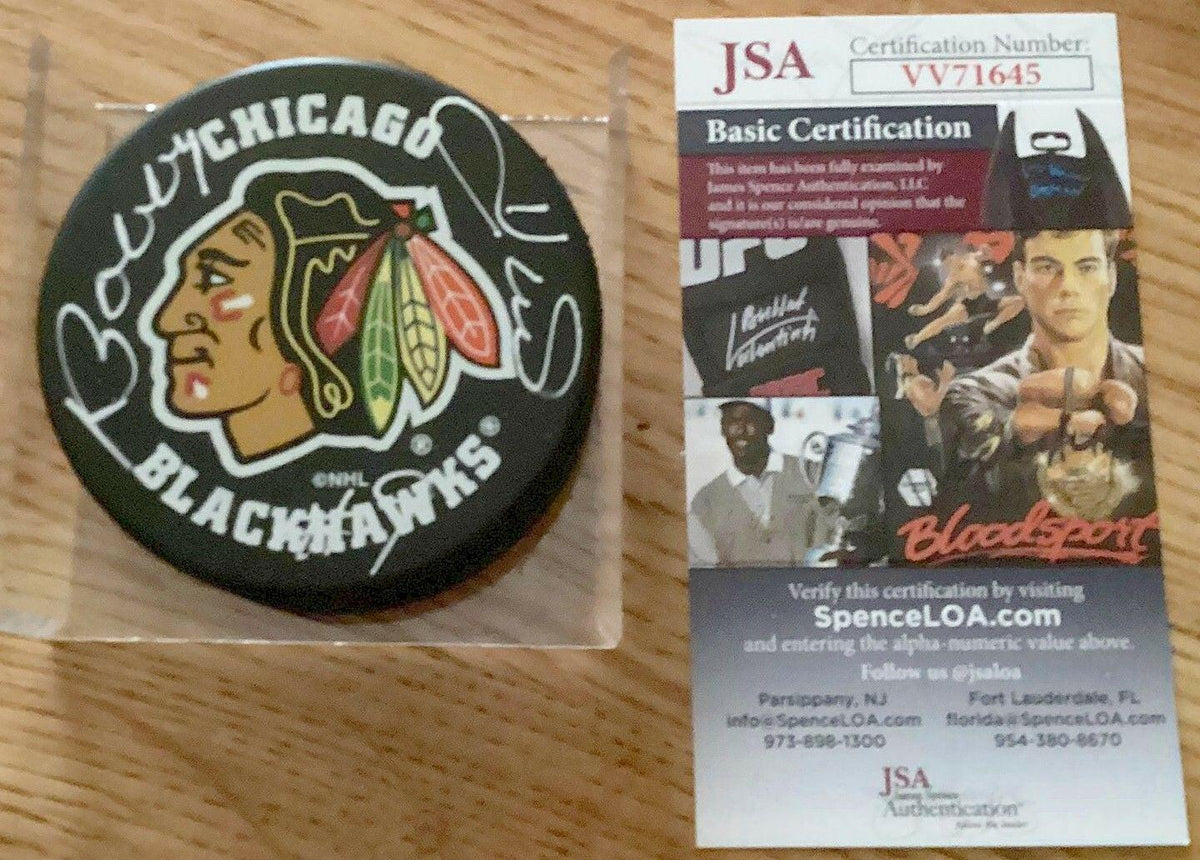 CHICAGO
Bobby
©NHL
BLACKHAWKS®
JSA
Certification Number:
VV71645
Basic Certification
This item has been fully examined by
James Spence Authentication, LLC
and it is our considered opinion that the
signature(s) is/are genuine.
UFC
Bloodsport
Verify this certification by visiting
SpenceLOA.com
and entering the alpha-numeric value above.
Follow us @jsaloa
Parsippany, NJ
info@SpenceLOA.com
973-898-1300
Fort Lauderdale, FL
florida@SpenceLOA.com
954-380-8670
JSA
James Spence
Authentication